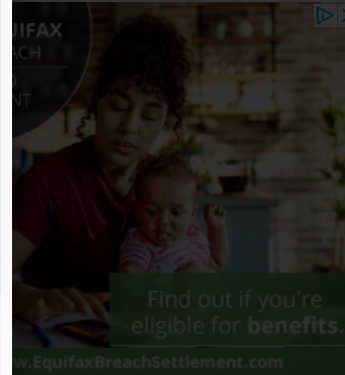 UIFAX
ACH
NT
Find out if you're
eligible for benefits.
w.EquifaxBreachSettlement.com